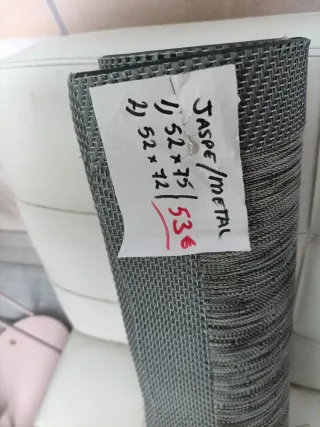 JASPE/METAL
1) 52 x 75
2) 52 x 72 / 53€